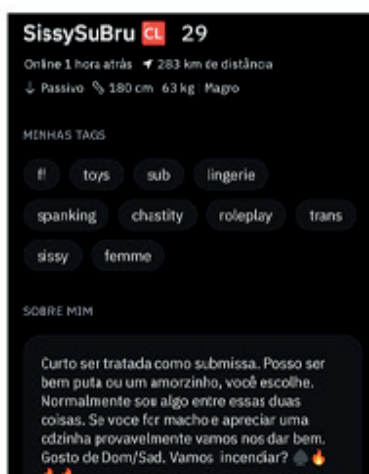 SissySuBru 🆑 29
Online 1 hora atrás 283 km de distância
Passivo 180 cm 63 kg Magro
MINHAS TAGS
ff toys sub lingerie
spanking chastity roleplay trans
sissy femme
SOBRE MIM
Curto ser tratada como submissa. Posso ser
bem puta ou um amorzinho, você escolhe.
Normalmente sou algo entre essas duas
coisas. Se voce for macho e apreciar uma
cdzinha provavelmente vamos nos dar bem.
Gosto de Dom/Sad. Vamos incendiar? ♠️🔥